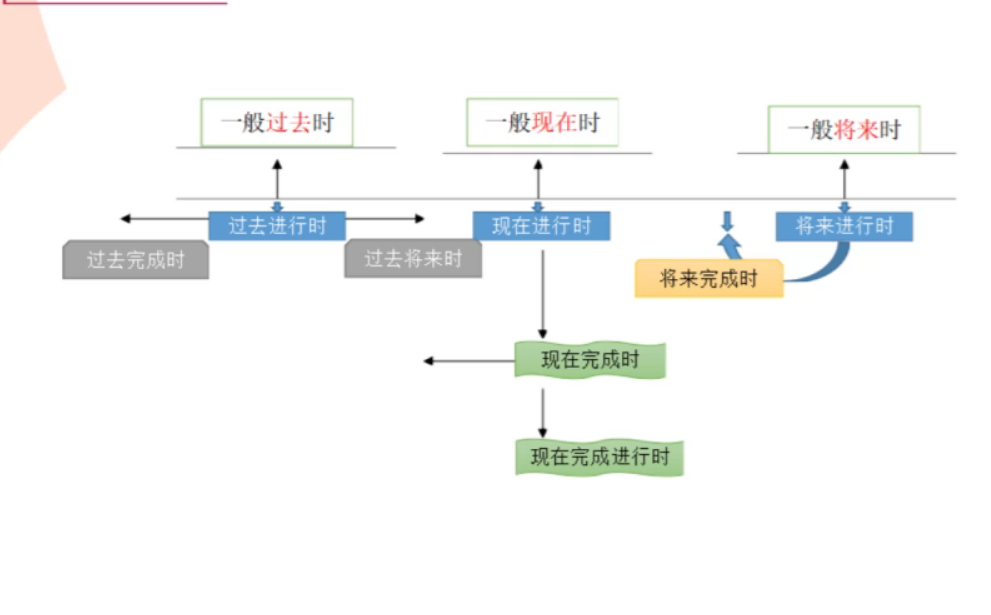 一般过去时
一般现在时
一般将来时
过去进行时
现在进行时
将来进行时
过去完成时
过去将来时
将来完成时
现在完成时
现在完成进行时